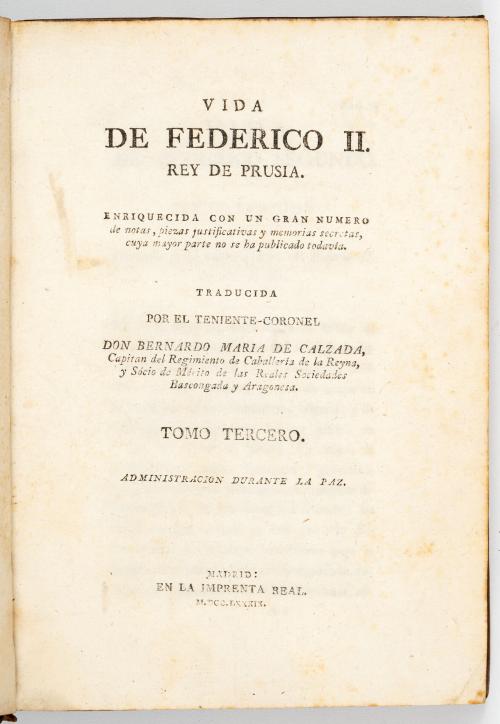 VIDA
DE FEDERICO II.
REY DE PRUSIA.
ENRIQUECIDA CON UN GRAN NUMERO
de notas, piezas justificativas y memorias secretas,
cuya mayor parte no se ha publicado todavía.
TRADUCIDA
POR EL TENIENTE-CORONEL
DON BERNARDO MARIA DE CALZADA,
Capitan del Regimiento de Caballería de la Reyna,
y Sócio de Mérito de las Reales Sociedades
Bascongada y Aragonesa.
TOMO TERCERO.
ADMINISTRACION DURANTE LA PAZ.
MADRID:
EN LA IMPRENTA REAL.
M.DCC.LXXXIX.